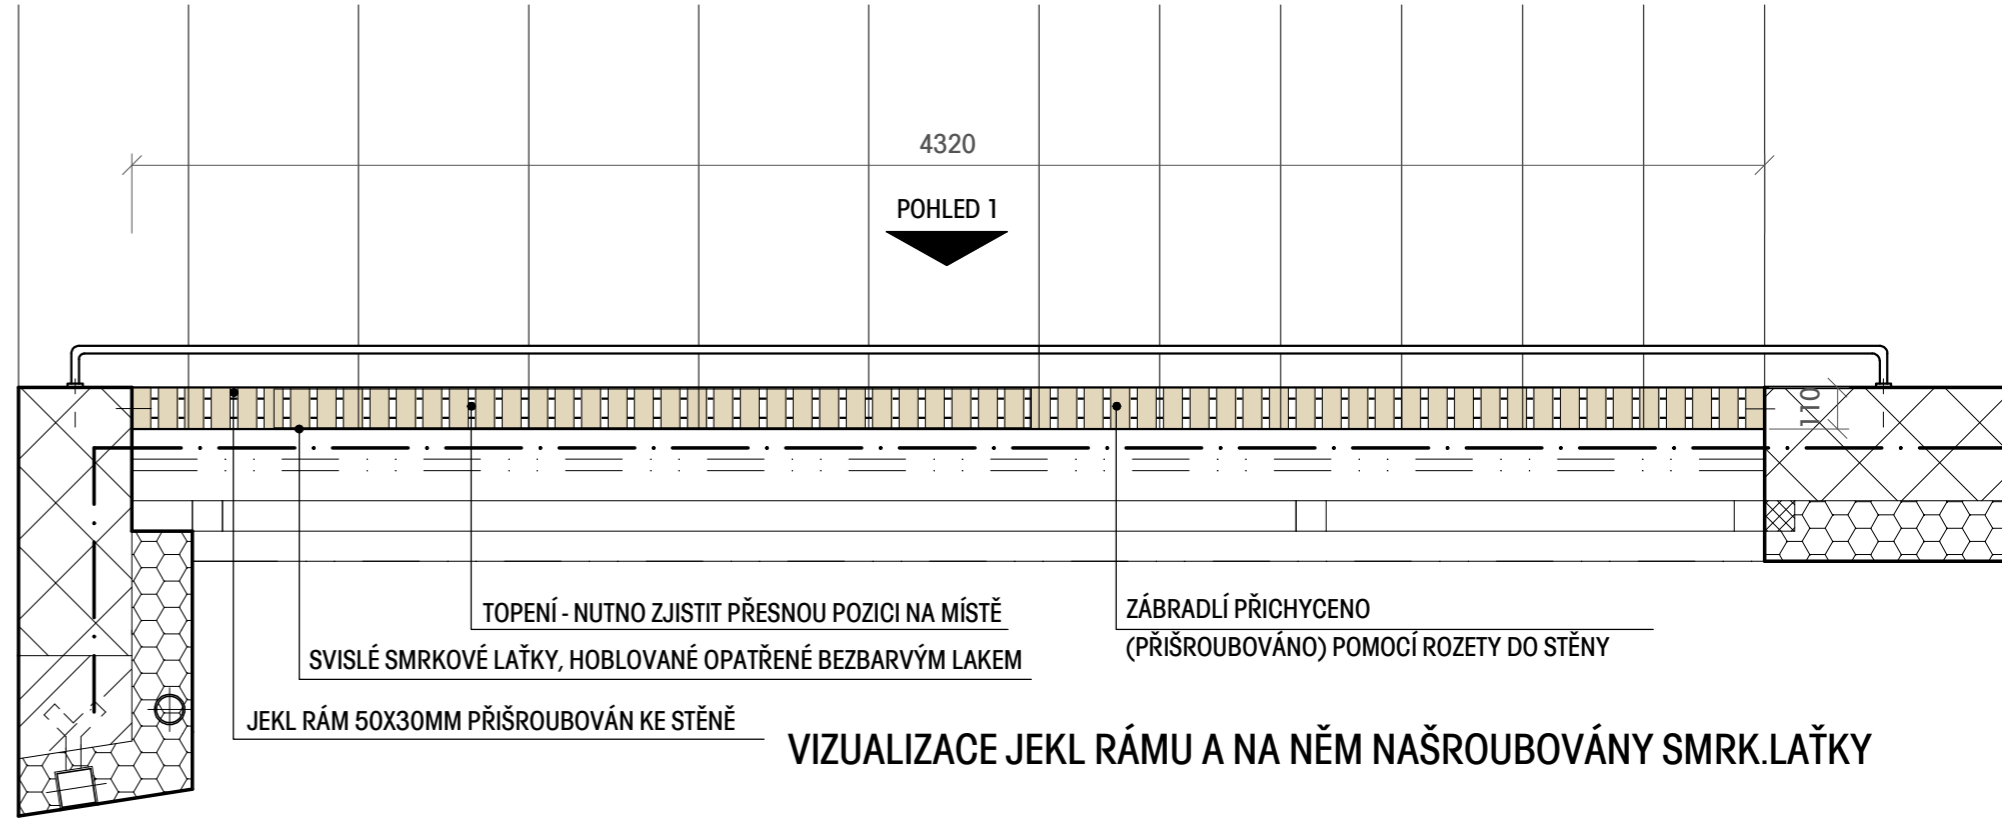 4320
POHLED 1
110
TOPENÍ - NUTNO ZJISTIT PŘESNOU POZICI NA MÍSTĚ
ZÁBRADLÍ PŘICHYCENO
(PŘIŠROUBOVÁNO) POMOCÍ ROZETY DO STĚNY
SVISLÉ SMRKOVÉ LAŤKY, HOBLOVANÉ OPATŘENÉ BEZBARVÝM LAKEM
JEKL RÁM 50X30MM PŘIŠROUBOVÁN KE STĚNĚ
VIZUALIZACE JEKL RÁMU A NA NĚM NAŠROUBOVÁNY SMRK.LAŤKY